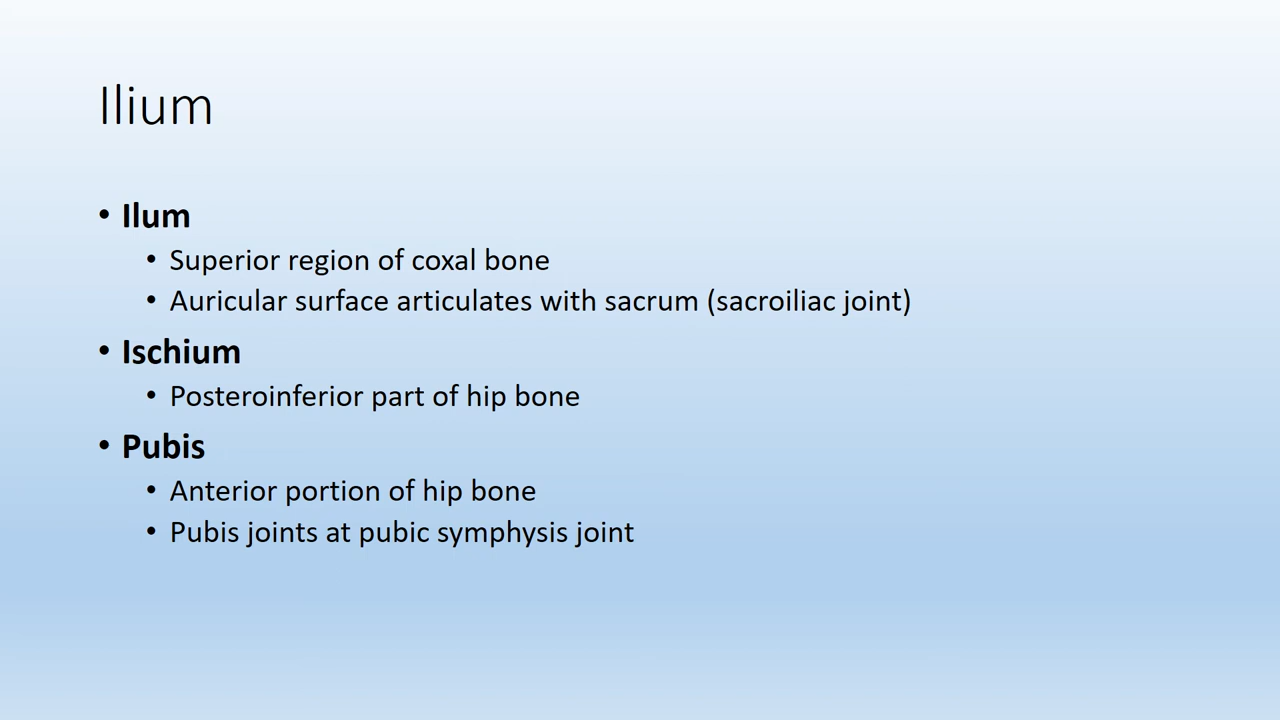 Ilium
• Ilum
• Superior region of coxal bone
• Auricular surface articulates with sacrum (sacroiliac joint)
• Ischium
• Posteroinferior part of hip bone
• Pubis
• Anterior portion of hip bone
• Pubis joints at pubic symphysis joint